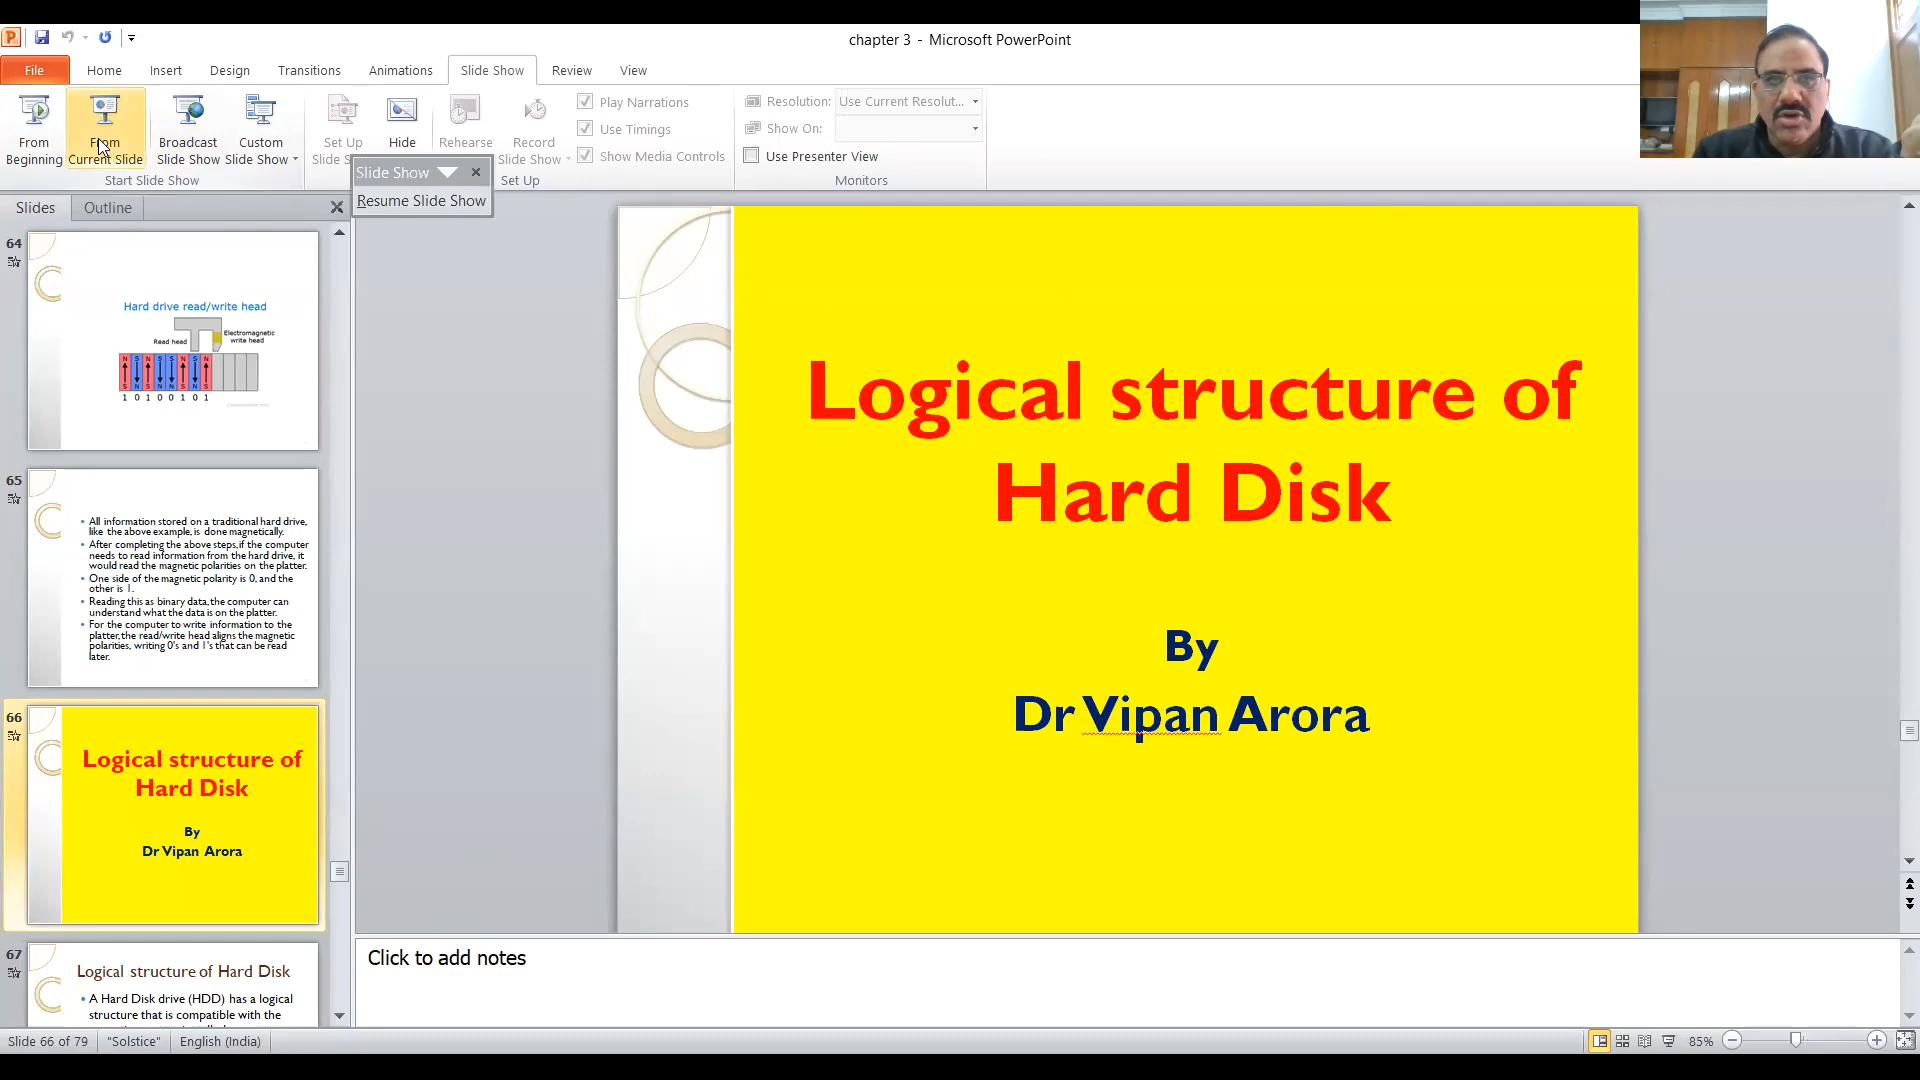 chapter 3 - Microsoft PowerPoint
File Home Insert Design Transitions Animations Slide Show Review View
From Beginning
From Current Slide
Broadcast Slide Show
Custom Slide Show
Start Slide Show
Set Up
Slide S
Hide
Rehearse
Record
Slide Show
Play Narrations
Use Timings
Show Media Controls
Set Up
Resolution: Use Current Resolut...
Show On:
Use Presenter View
Monitors
Slide Show
Resume Slide Show
Slides Outline
64
Hard drive read/write head
Read head
Electromagnetic
write head
N S N S S N S N
S N S N N S N S
1 0 1 0 0 1 0 1
65
• All information stored on a traditional hard drive,
like the above example, is done magnetically.
• After completing the above steps, if the computer
needs to read information from the hard drive, it
would read the magnetic polarities on the platter.
• One side of the magnetic polarity is 0, and the
other is 1.
• Reading this as binary data, the computer can
understand what the data is on the platter.
• For the computer to write information to the
platter, the read/write head aligns the magnetic
polarities, writing 0's and 1's that can be read
later.
66
Logical structure of
Hard Disk
By
Dr Vipan Arora
67
Logical structure of Hard Disk
• A Hard Disk drive (HDD) has a logical
structure that is compatible with the
Logical structure of
Hard Disk
By
Dr Vipan Arora
Click to add notes
Slide 66 of 79 "Solstice" English (India) 85%